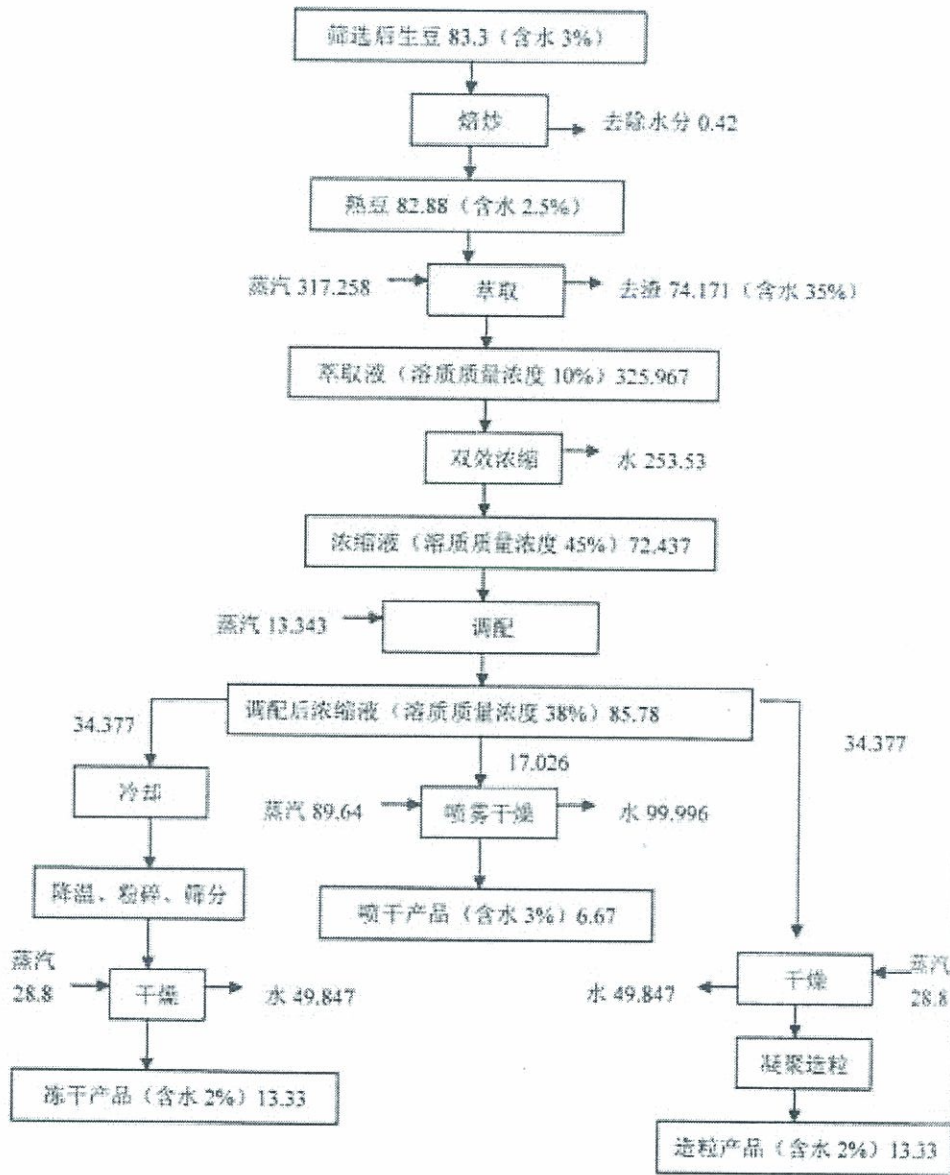 筛选后生豆 83.3（含水 3%）
焙炒
去除水分 0.42
熟豆 82.88（含水 2.5%）
蒸汽 317.258
萃取
去渣 74.171（含水 35%）
萃取液（溶质质量浓度 10%）325.967
双效浓缩
水 253.53
浓缩液（溶质质量浓度 45%）72.437
蒸汽 13.343
调配
调配后浓缩液（溶质质量浓度 38%）85.78
34.377
17.026
34.377
冷却
蒸汽 89.64
喷雾干燥
水 99.996
降温、粉碎、筛分
喷干产品（含水 3%）6.67
蒸汽
28.8
干燥
水 49.847
水 49.847
干燥
蒸汽
28.8
凝聚造粒
冻干产品（含水 2%）13.33
造粒产品（含水 2%）13.33